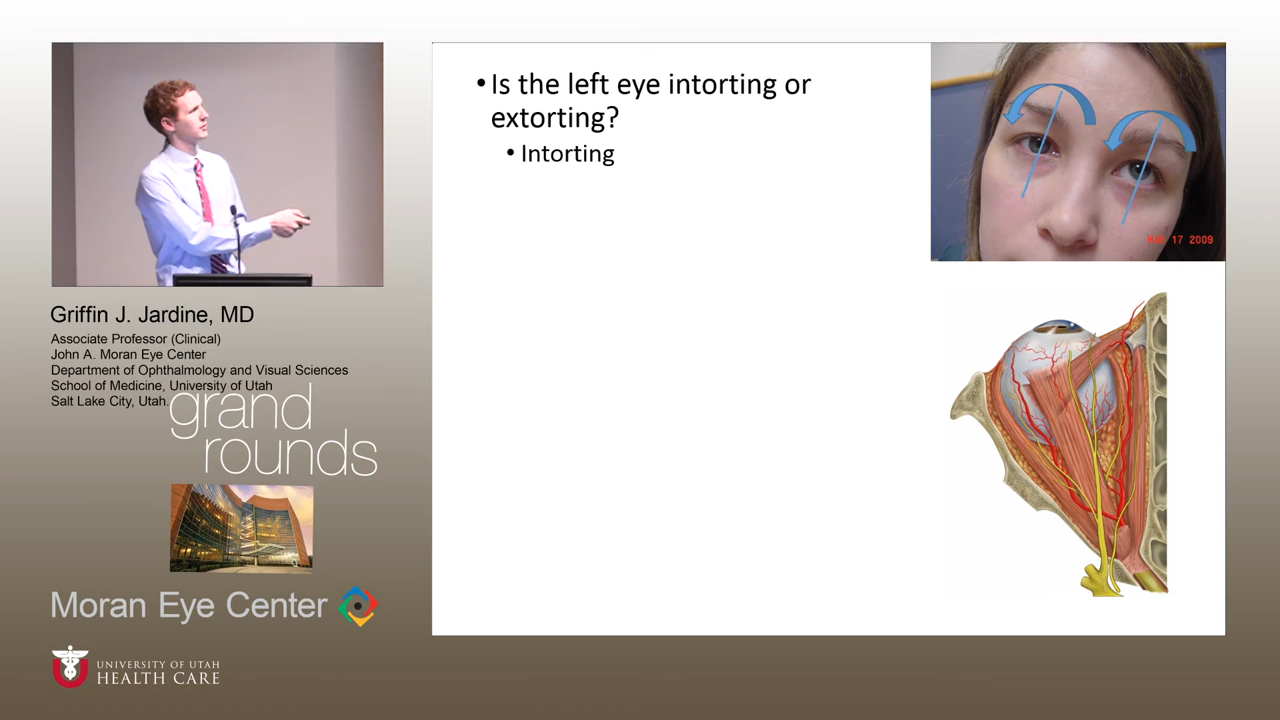 • Is the left eye intorting or
extorting?
• Intorting
17 2009
Griffin J. Jardine, MD
Associate Professor (Clinical)
John A. Moran Eye Center
Department of Ophthalmology and Visual Sciences
School of Medicine, University of Utah
Salt Lake City, Utah.
grand
rounds
Moran Eye Center
UNIVERSITY OF UTAH
HEALTH CARE